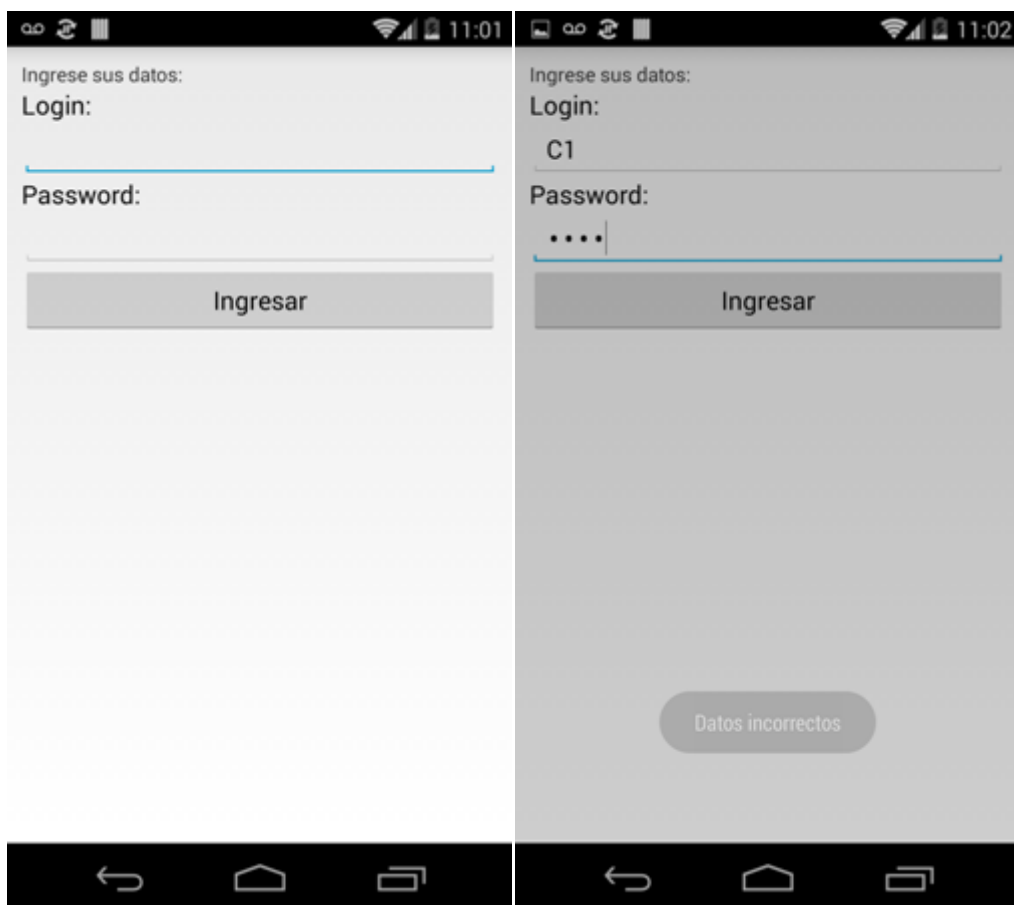 11:01
Ingrese sus datos:
Login:
Password:
Ingresar
11:02
Ingrese sus datos:
Login:
C1
Password:
••••
Ingresar
Datos incorrectos